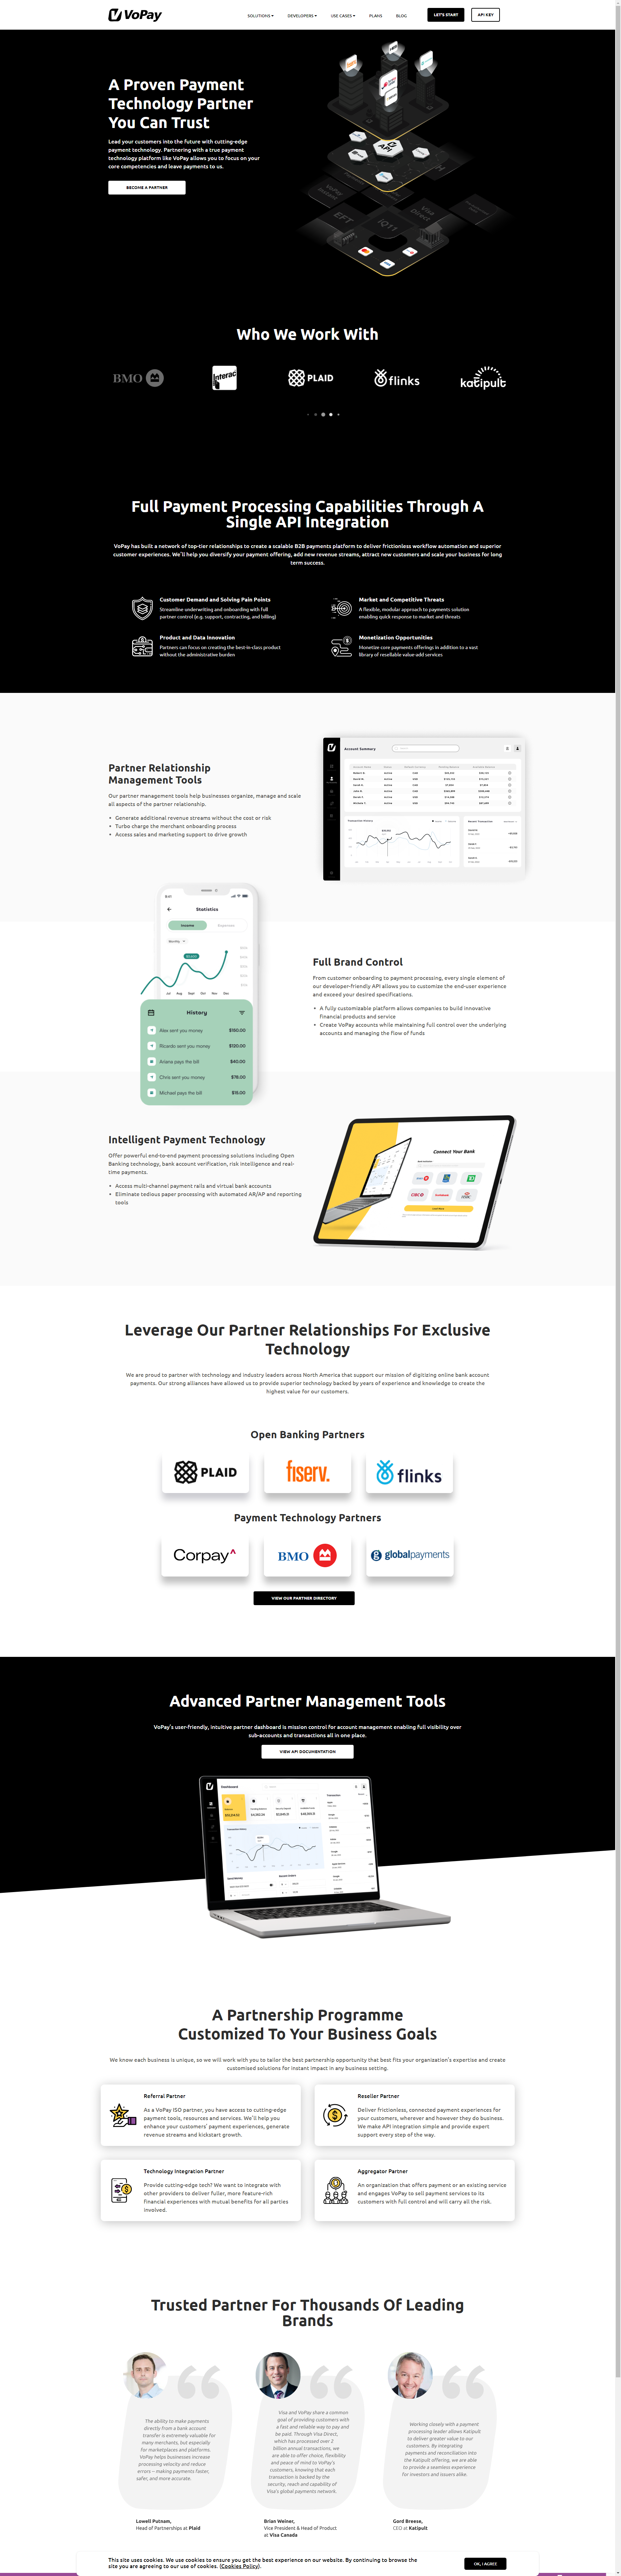 VoPay
SOLUTIONS
DEVELOPERS
USE CASES
PLANS
BLOG
LET'S START
API KEY
A Proven Payment
Technology Partner
You Can Trust
Lead your customers into the future with cutting-edge
payment technology. Partnering with a true payment
technology platform like VoPay allows you to focus on your
core competencies and leave payments to us.
BECOME A PARTNER
API
EFT
Visa
Direct
Who We Work With
BMO
Interac
PLAID
flinks
katipult
Full Payment Processing Capabilities Through A
Single API Integration
VoPay has built a network of top-tier relationships to create a scalable B2B payments platform to deliver frictionless workflow automation and superior
customer experiences. We'll help you diversify your payment offering, add new revenue streams, attract new customers and scale your business for long
term success.
Customer Demand and Solving Pain Points
Streamline underwriting and onboarding with full
partner control (e.g. support, contracting, and billing)
Market and Competitive Threats
A flexible, modular approach to payments solution
enabling quick response to market and threats
Product and Data Innovation
Partners can focus on creating the best-in-class product
without the administrative burden
Monetization Opportunities
Monetize core payments offerings in addition to a vast
library of resellable value-add services
Partner Relationship
Management Tools
Our partner management tools help businesses organize, manage and scale
all aspects of the partner relationship.
Generate additional revenue streams without the cost or risk
Turbo charge the merchant onboarding process
Access sales and marketing support to drive growth
Account Summary
Transaction History
9:41
Statistics
Income
Expenses
Monthly
Jul Aug Sept Oct Nov Dec
History
Alex sent you money $160.00
Ricardo sent you money $120.00
Ariana pays the bill $40.00
Chris sent you money $78.00
Michael pays the bill $15.00
Full Brand Control
From customer onboarding to payment processing, every single element of
our developer-friendly API allows you to customize the end-user experience
and exceed your desired specifications.
A fully customizable platform allows companies to build innovative
financial products and service
Create VoPay accounts while maintaining full control over the underlying
accounts and managing the flow of funds
Intelligent Payment Technology
Offer powerful end-to-end payment processing solutions including Open
Banking technology, bank account verification, risk intelligence and real-
time payments.
Access multi-channel payment rails and virtual bank accounts
Eliminate tedious paper processing with automated AR/AP and reporting
tools
Connect Your Bank
Leverage Our Partner Relationships For Exclusive
Technology
We are proud to partner with technology and industry leaders across North America that support our mission of digitizing online bank account
payments. Our strong alliances have allowed us to provide superior technology backed by years of experience and knowledge to create the
highest value for our customers.
Open Banking Partners
PLAID
fiserv.
flinks
Payment Technology Partners
Corpay
BMO
globalpayments
VIEW OUR PARTNER DIRECTORY
Advanced Partner Management Tools
VoPay's user-friendly, intuitive partner dashboard is mission control for account management enabling full visibility over
sub-accounts and transactions all in one place.
VIEW API DOCUMENTATION
Dashboard
A Partnership Programme
Customized To Your Business Goals
We know each business is unique, so we will work with you to tailor the best partnership opportunity that best fits your organization's expertise and create
customised solutions for instant impact in any business setting.
Referral Partner
As a VoPay ISO partner, you have access to cutting-edge
payment tools, resources and services. We'll help you
enhance your customers' payment experiences, generate
revenue streams and kickstart growth.
Reseller Partner
Deliver frictionless, connected payment experiences for
your customers, wherever and however they do business.
We make API integration simple and provide expert
support every step of the way.
Technology Integration Partner
Provide cutting-edge tech? We want to integrate with
other providers to deliver fuller, more feature-rich
financial experiences with mutual benefits for all parties
involved.
Aggregator Partner
An organization that offers payment or an existing service
and engages VoPay to sell payment services to its
customers with full control and will carry all the risk.
Trusted Partner For Thousands Of Leading
Brands
The ability to make payments
directly from a bank account
transfer is extremely valuable for
many merchants, but especially
for marketplaces and platforms.
VoPay helps businesses increase
processing velocity and reduce
errors – making payments faster,
safer, and more accurate.
Lowell Putnam,
Head of Partnerships at Plaid
Visa and VoPay share a common
goal of providing customers with
a fast and reliable way to pay and
be paid. Through Visa Direct,
which has processed over 2
billion annual transactions, we
are able to offer choice, flexibility
and peace of mind to VoPay's
customers, knowing that each
transaction is backed by the
security, reach and capability of
Visa's global payments network.
Brian Weiner,
Vice President & Head of Product
at Visa Canada
Working closely with a payment
processing leader allows Katipult
to deliver greater value to our
customers. By integrating
payments and reconciliation into
the Katipult offering, we are able
to provide a seamless experience
for investors and issuers alike.
Gord Breese,
CEO at Katipult
This site uses cookies. We use cookies to ensure you get the best experience on our website. By continuing to browse the
site you are agreeing to our use of cookies. (Cookies Policy).
OK, I AGREE